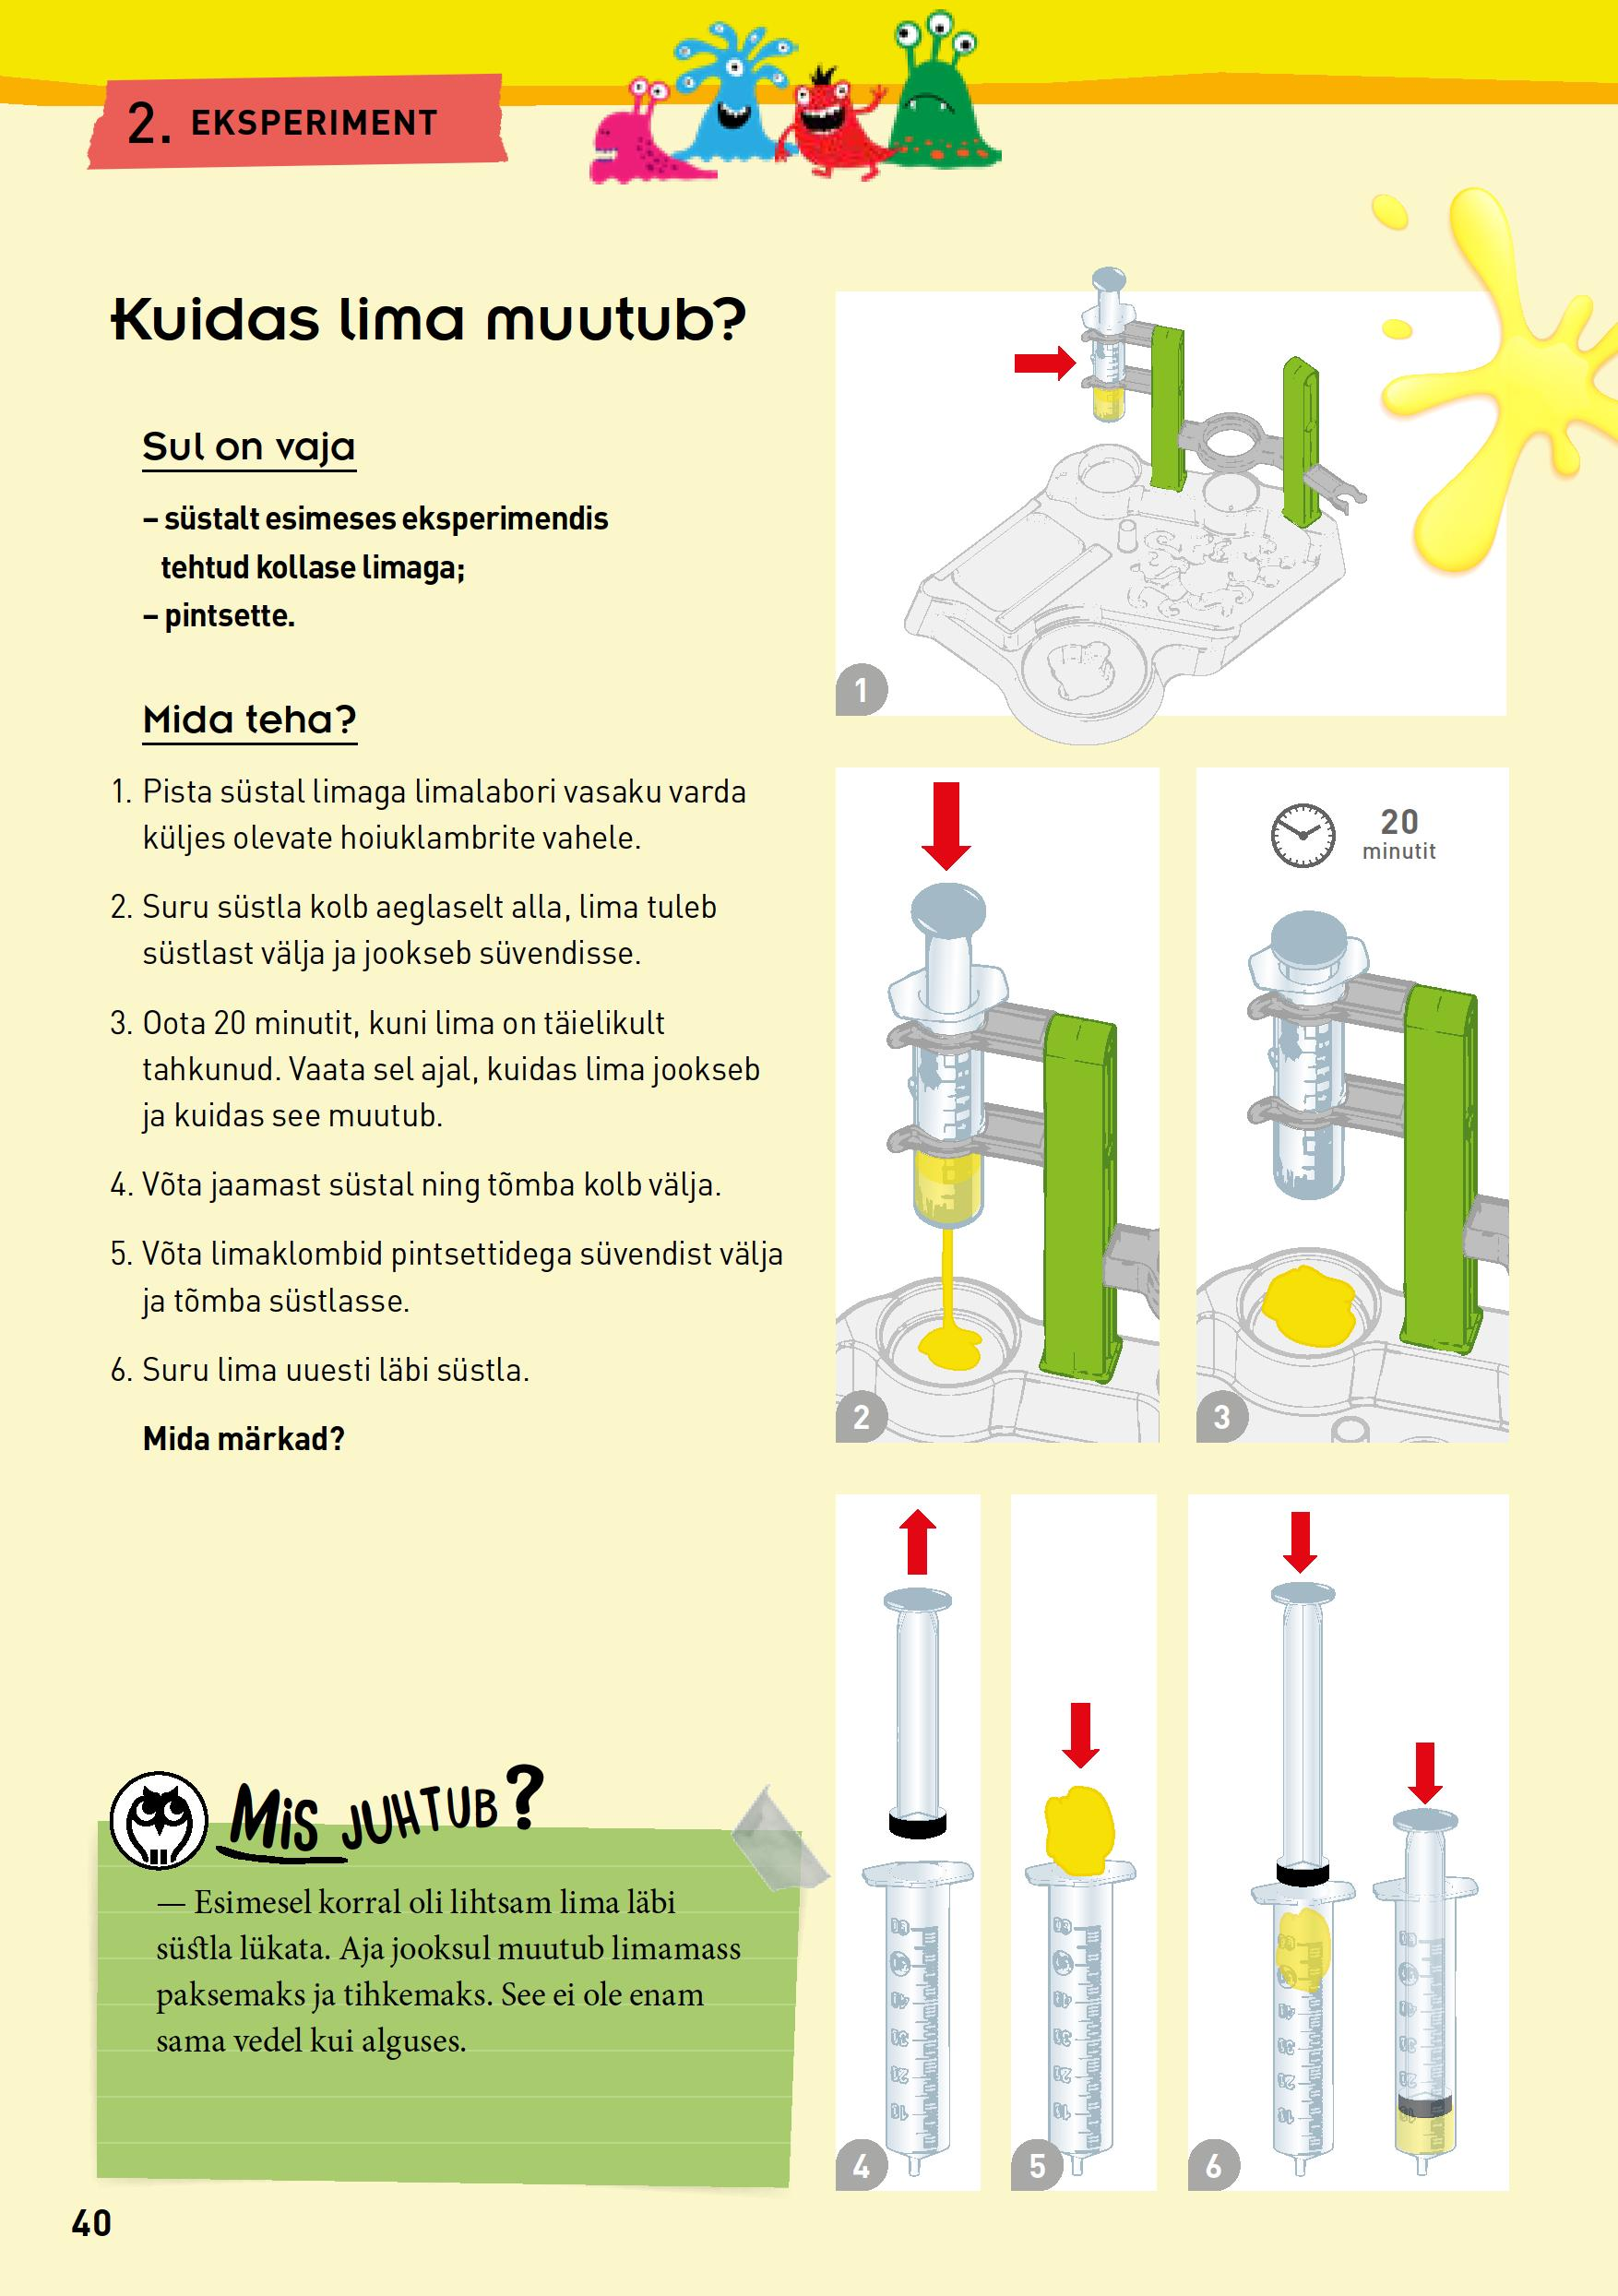 2. EKSPERIMENT
Kuidas lima muutub?
Sul on vaja
– süstalt esimeses eksperimendis
tehtud kollase limaga;
– pintsette.
Mida teha?
1. Pista süstal limaga limalabori vasaku varda
küljes olevate hoiuklambrite vahele.
2. Suru süstla kolb aeglaselt alla, lima tuleb
süstlast välja ja jookseb süvendisse.
3. Oota 20 minutit, kuni lima on täielikult
tahkunud. Vaata sel ajal, kuidas lima jookseb
ja kuidas see muutub.
4. Võta jaamast süstal ning tõmba kolb välja.
5. Võta limaklombid pintsettidega süvendist välja
ja tõmba süstlasse.
6. Suru lima uuesti läbi süstla.
Mida märkad?
1
20
minutit
2
3
4
5
6
Mis JUHTUB?
— Esimesel korral oli lihtsam lima läbi
süstla lükata. Aja jooksul muutub limamass
paksemaks ja tihkemaks. See ei ole enam
sama vedel kui alguses.
40